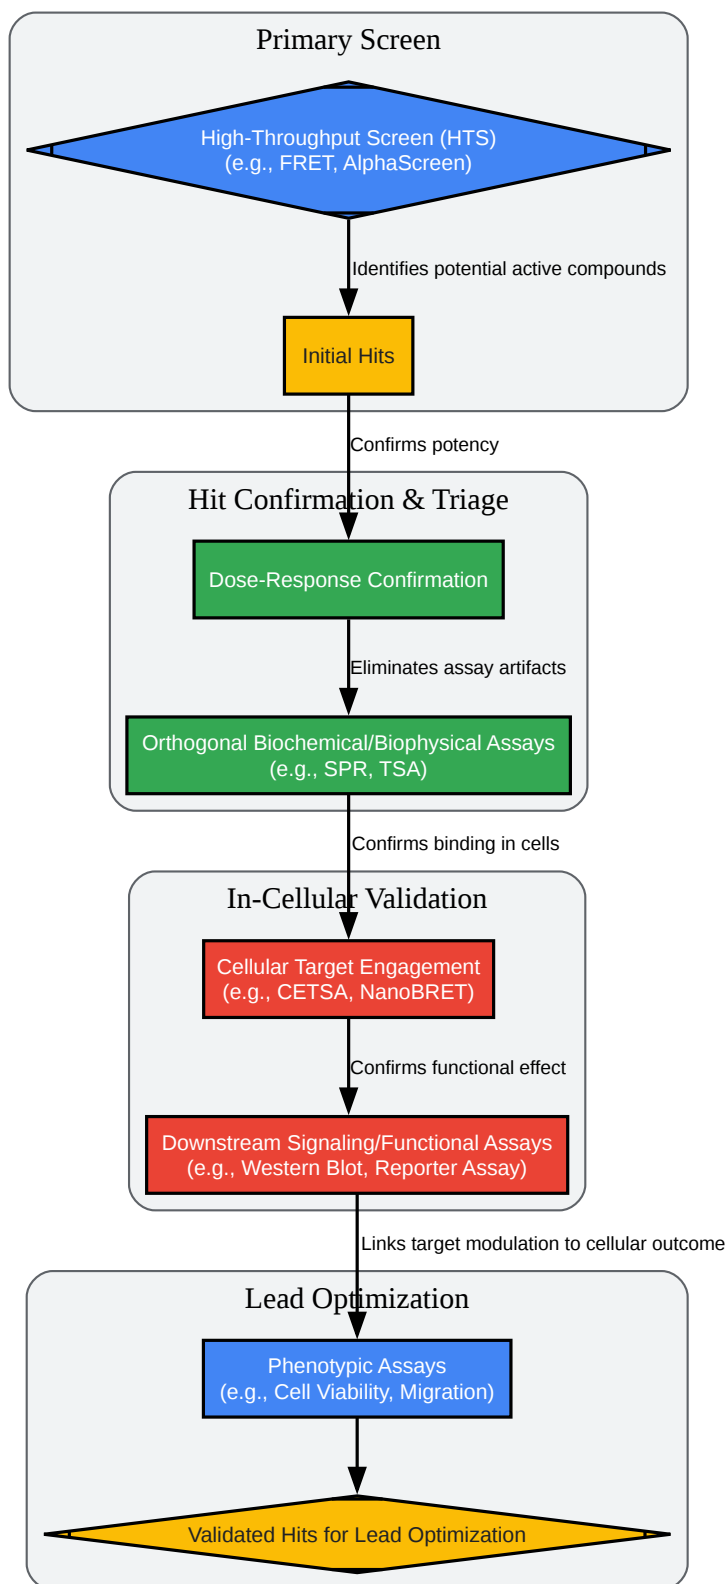 Primary Screen
High-Throughput Screen (HTS)
(e.g., FRET, AlphaScreen)
Identifies potential active compounds
Initial Hits
Confirms potency
Hit Confirmation & Triage
Dose-Response Confirmation
Eliminates assay artifacts
Orthogonal Biochemical/Biophysical Assays
(e.g., SPR, TSA)
Confirms binding in cells
In-Cellular Validation
Cellular Target Engagement
(e.g., CETSA, NanoBRET)
Confirms functional effect
Downstream Signaling/Functional Assays
(e.g., Western Blot, Reporter Assay)
Links target modulation to cellular outcome
Lead Optimization
Phenotypic Assays
(e.g., Cell Viability, Migration)
Validated Hits for Lead Optimization